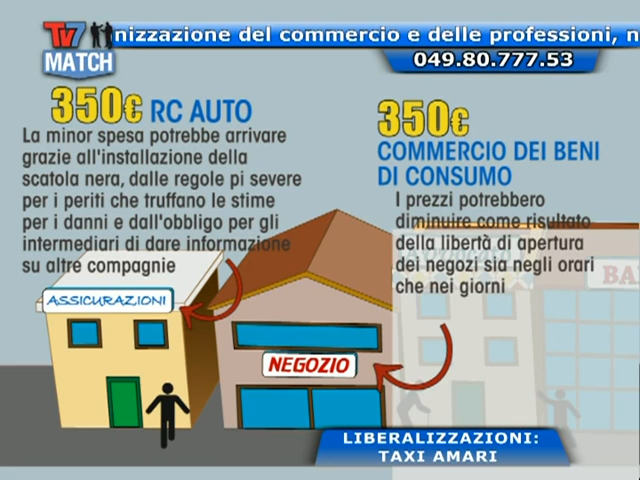 TV7
MATCH
nizzazione del commercio e delle professioni, n
049.80.777.53
350€ RC AUTO
La minor spesa potrebbe arrivare
grazie all'installazione della
scatola nera, dalle regole pi severe
per i periti che truffano le stime
per i danni e dall'obbligo per gli
intermediari di dare informazione
su altre compagnie
350€
COMMERCIO DEI BENI
DI CONSUMO
I prezzi potrebbero
diminuire come risultato
della libertà di apertura
dei negozi sia negli orari
che nei giorni
ASSICURAZIONI
NEGOZIO
LIBERALIZZAZIONI:
TAXI AMARI